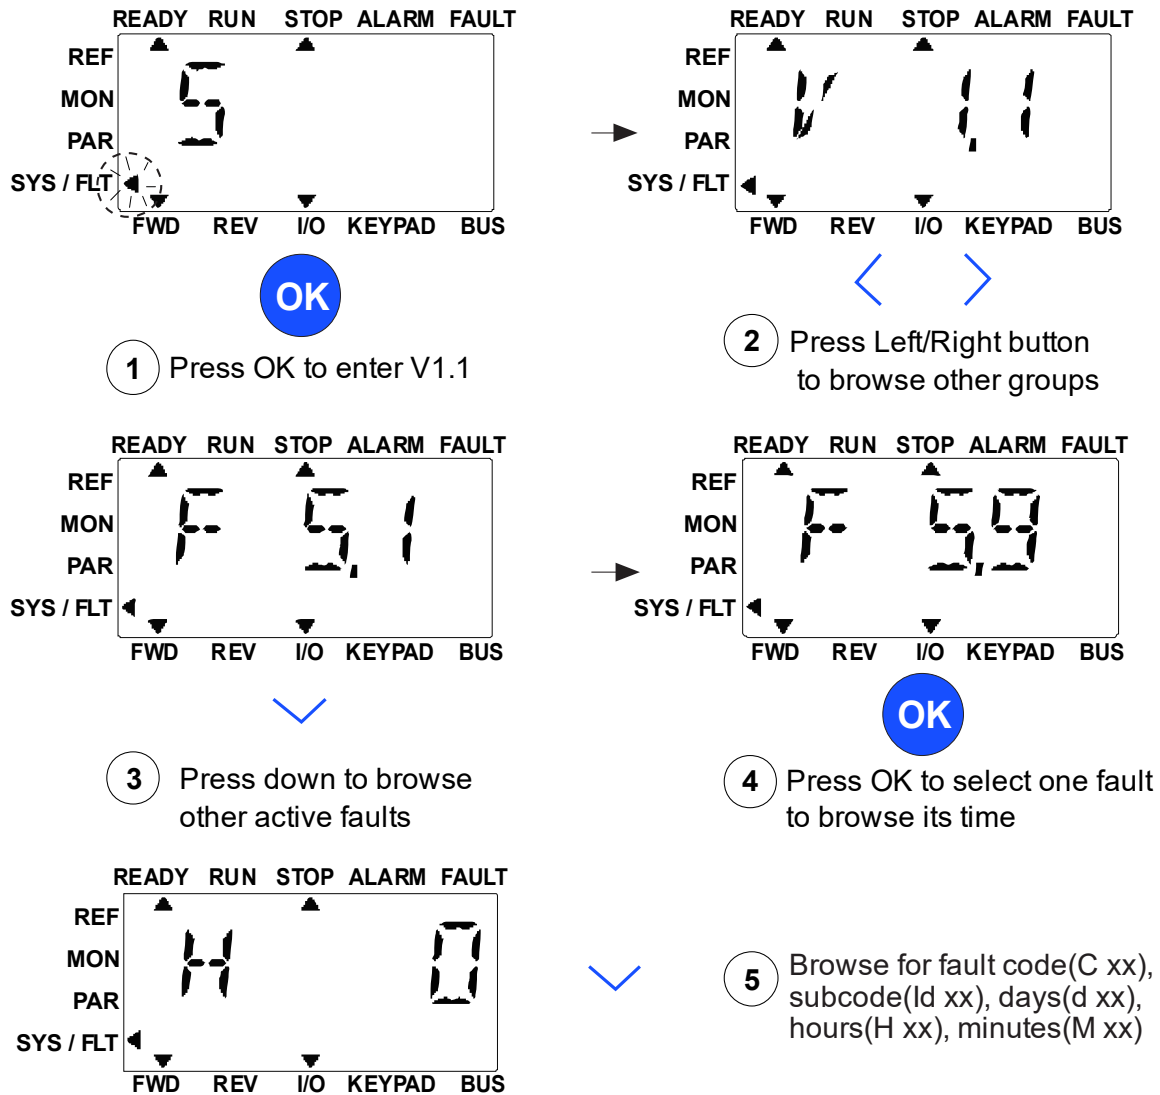 READY RUN STOP ALARM FAULT
REF
MON
PAR
SYS / FLT
S
FWD REV I/O KEYPAD BUS
OK
1 Press OK to enter V1.1
READY RUN STOP ALARM FAULT
REF
MON
PAR
SYS / FLT
V 1.1
FWD REV I/O KEYPAD BUS
2 Press Left/Right button
to browse other groups
READY RUN STOP ALARM FAULT
REF
MON
PAR
SYS / FLT
F 5.1
FWD REV I/O KEYPAD BUS
3 Press down to browse
other active faults
READY RUN STOP ALARM FAULT
REF
MON
PAR
SYS / FLT
F 5.9
FWD REV I/O KEYPAD BUS
OK
4 Press OK to select one fault
to browse its time
READY RUN STOP ALARM FAULT
REF
MON
PAR
SYS / FLT
H 0
FWD REV I/O KEYPAD BUS
5 Browse for fault code(C xx),
subcode(Id xx), days(d xx),
hours(H xx), minutes(M xx)